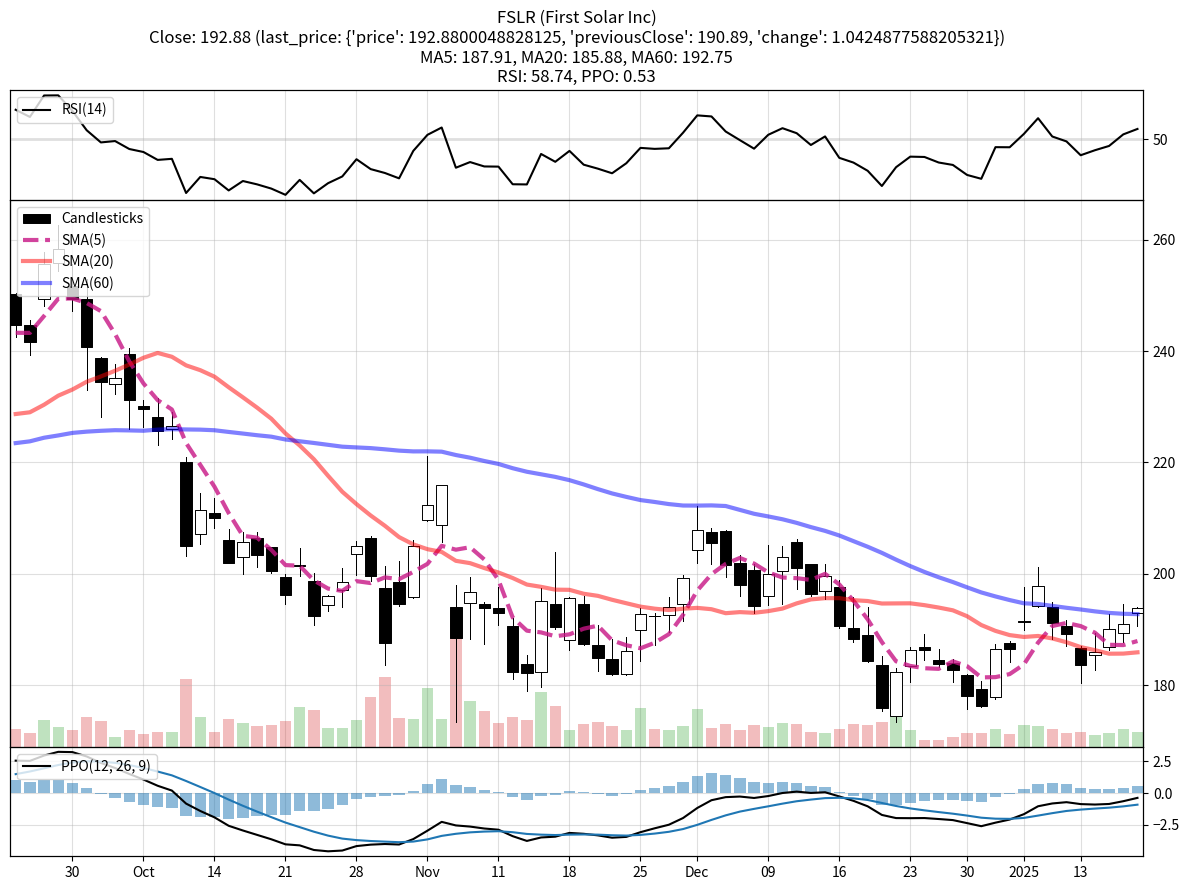 FSLR (First Solar Inc)
Close: 192.88 (last_price: {'price': 192.8800048828125, 'previousClose': 190.89, 'change': 1.0424877588205321})
MA5: 187.91, MA20: 185.88, MA60: 192.75
RSI: 58.74, PPO: 0.53
RSI(14)
50
Candlesticks
SMA(5)
SMA(20)
SMA(60)
260
240
220
200
180
PPO(12, 26, 9)
2.5
0.0
−2.5
30 Oct 14 21 28 Nov 11 18 25 Dec 09 16 23 30 2025 13